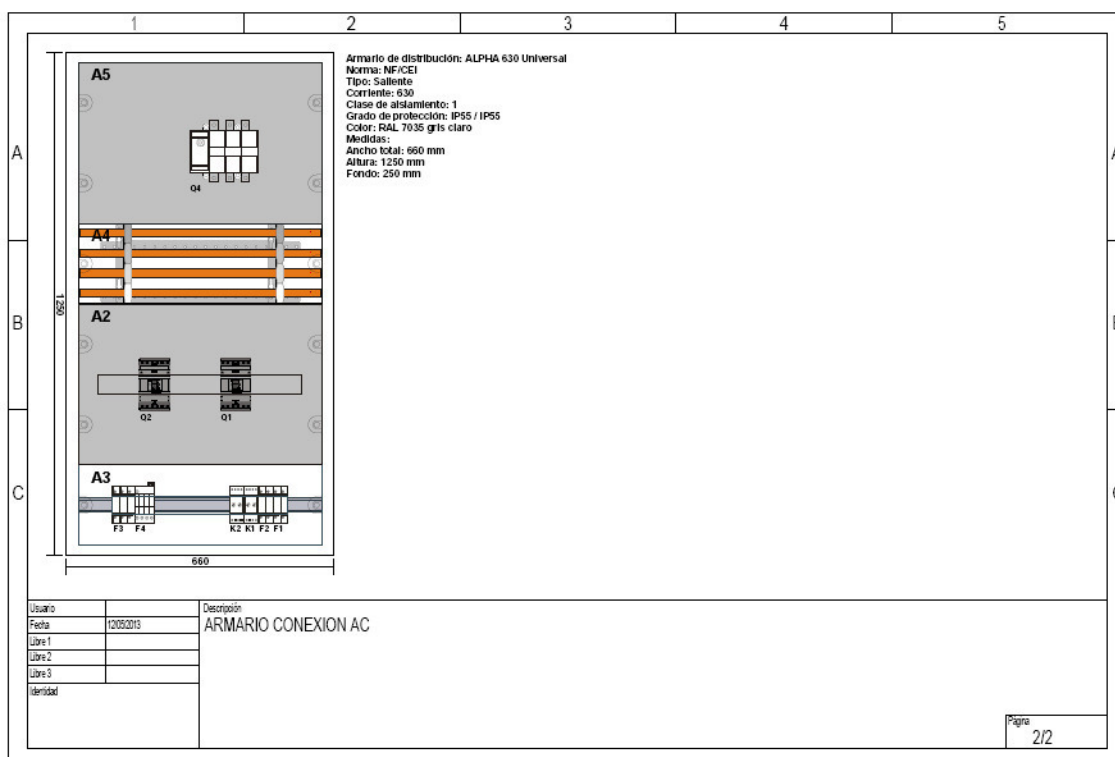 1 2 3 4 5
A
B
C
A
A5
Q4
A4
A2
Q2 Q1
A3
F3 F4 K2 K1 F2 F1
1250
660
Armario de distribución: ALPHA 630 Universal
Norma: NF/CEI
Tipo: Saliente
Corriente: 630
Clase de aislamiento: 1
Grado de protección: IP55 / IP55
Color: RAL 7035 gris claro
Medidas:
Ancho total: 660 mm
Altura: 1250 mm
Fondo: 250 mm
Usuario
Fecha 12/05/2013
Libre 1
Libre 2
Libre 3
Identidad
Descripción
ARMARIO CONEXION AC
Página
2/2